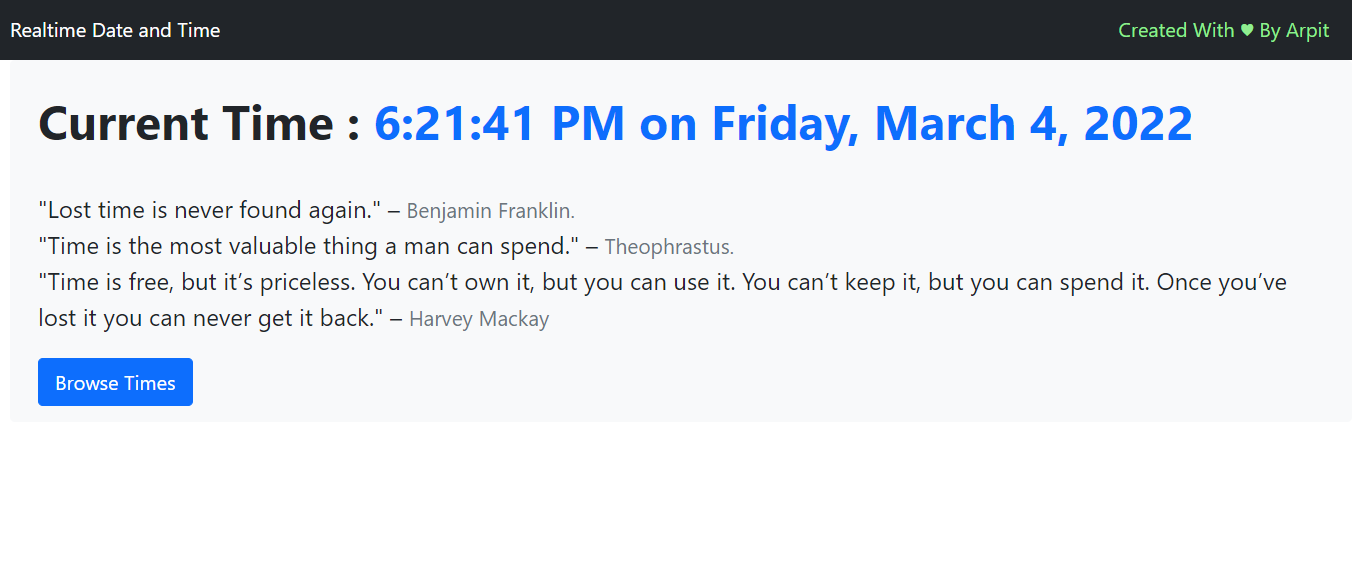 Realtime Date and Time
Created With ♥ By Arpit
Current Time : 6:21:41 PM on Friday, March 4, 2022
"Lost time is never found again." – Benjamin Franklin.
"Time is the most valuable thing a man can spend." – Theophrastus.
"Time is free, but it’s priceless. You can’t own it, but you can use it. You can’t keep it, but you can spend it. Once you’ve
lost it you can never get it back." – Harvey Mackay
Browse Times